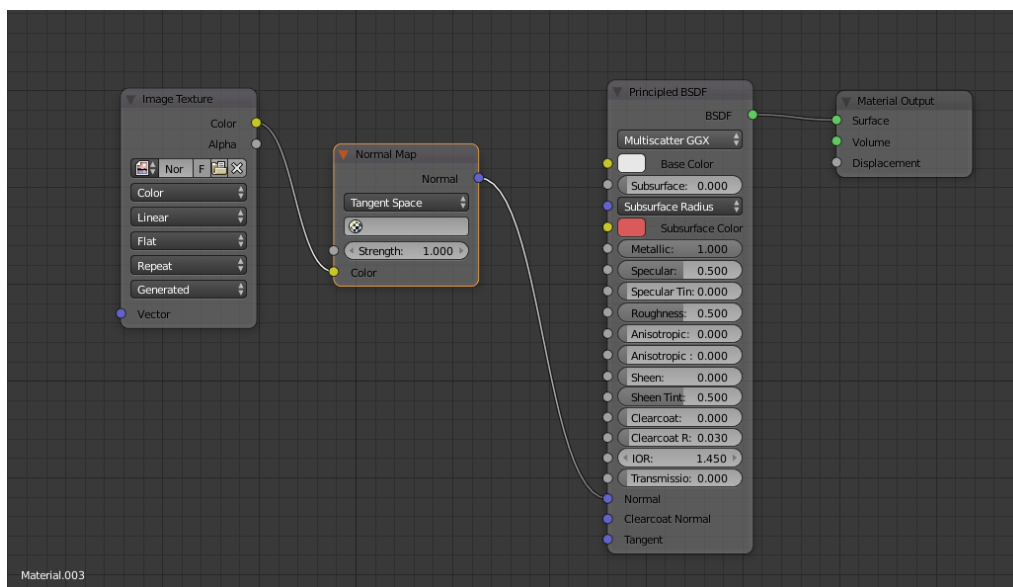 Image Texture
Color
Alpha
Nor F
Color
Linear
Flat
Repeat
Generated
Vector
Normal Map
Normal
Tangent Space
Strength: 1.000
Color
Principled BSDF
BSDF
Multiscatter GGX
Base Color
Subsurface: 0.000
Subsurface Radius
Subsurface Color
Metallic: 1.000
Specular: 0.500
Specular Tin: 0.000
Roughness: 0.500
Anisotropic: 0.000
Anisotropic : 0.000
Sheen: 0.000
Sheen Tint: 0.500
Clearcoat: 0.000
Clearcoat R: 0.030
IOR: 1.450
Transmissio: 0.000
Normal
Clearcoat Normal
Tangent
Material Output
Surface
Volume
Displacement
Material.003